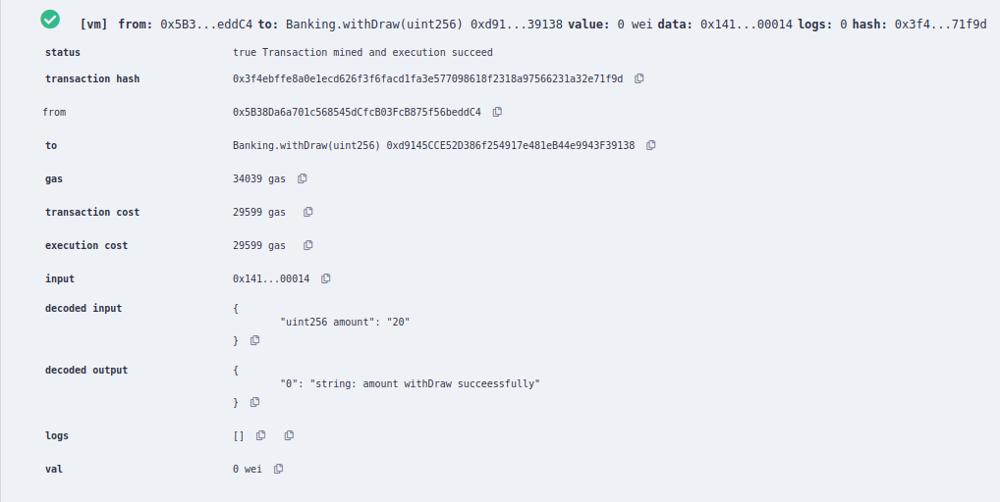 [vm] from: 0x5B3...eddC4 to: Banking.withDraw(uint256) 0xd91...39138 value: 0 wei data: 0x141...00014 logs: 0 hash: 0x3f4...71f9d
status true Transaction mined and execution succeed
transaction hash 0x3f4ebffe8a0e1ecd626f3f6facd1fa3e577098618f2318a97566231a32e71f9d
from 0x5B38Da6a701c568545dCfcB03FcB875f56beddC4
to Banking.withDraw(uint256) 0xd9145CCE52D386f254917e481eB44e9943F39138
gas 34039 gas
transaction cost 29599 gas
execution cost 29599 gas
input 0x141...00014
decoded input {
"uint256 amount": "20"
}
decoded output {
"0": "string: amount withDraw succeessfully"
}
logs []
val 0 wei